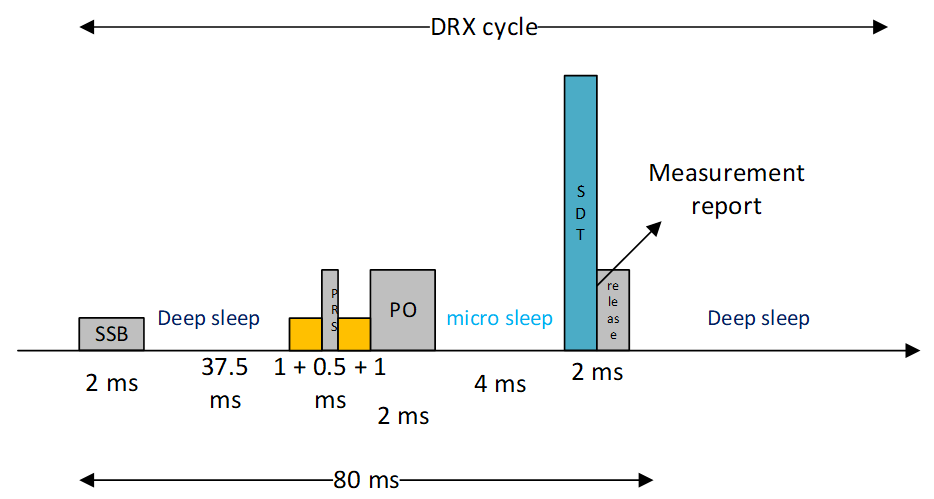 DRX cycle
Measurement
report
S
D
T
P
R
S
PO
re
le
as
e
SSB
Deep sleep
micro sleep
Deep sleep
2 ms
37.5
ms
1 + 0.5 + 1
ms
2 ms
4 ms
2 ms
80 ms